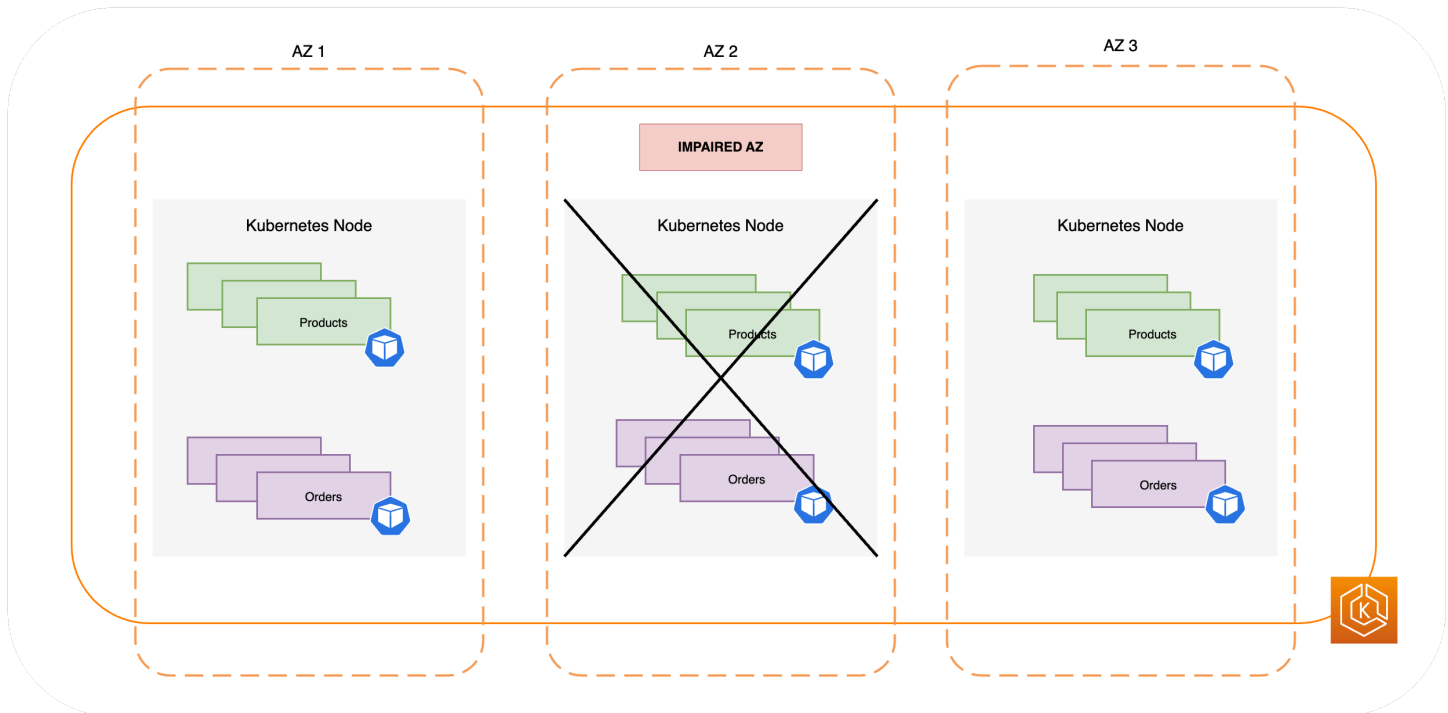 AZ 1
AZ 2
AZ 3
IMPAIRED AZ
Kubernetes Node
Kubernetes Node
Kubernetes Node
Products
Products
Products
Orders
Orders
Orders
K